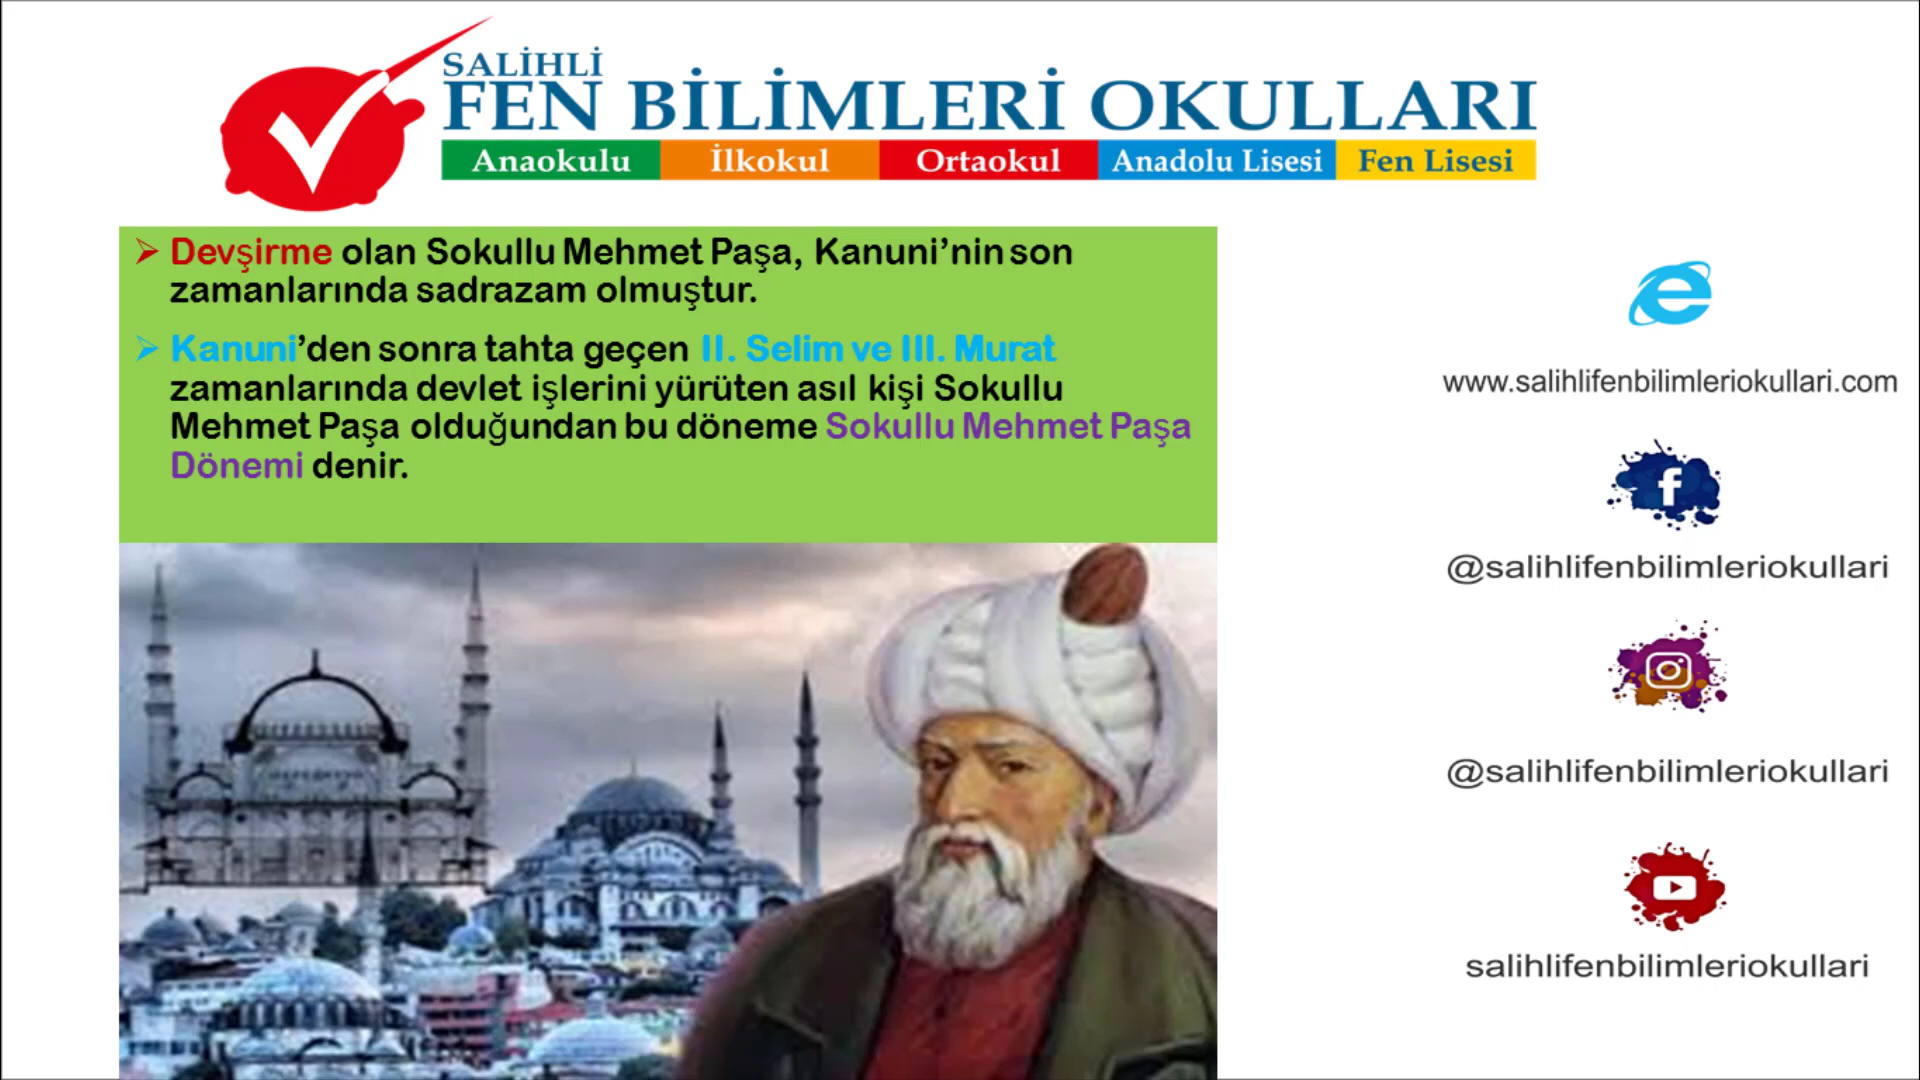 SALİHLİ
FEN BİLİMLERİ OKULLARI
Anaokulu İlkokul Ortaokul Anadolu Lisesi Fen Lisesi
Devşirme olan Sokullu Mehmet Paşa, Kanuni’nin son
zamanlarında sadrazam olmuştur.
Kanuni’den sonra tahta geçen II. Selim ve III. Murat
zamanlarında devlet işlerini yürüten asıl kişi Sokullu
Mehmet Paşa olduğundan bu döneme Sokullu Mehmet Paşa
Dönemi denir.
www.salihlifenbilimleriokullari.com
@salihlifenbilimleriokullari
@salihlifenbilimleriokullari
salihlifenbilimleriokullari